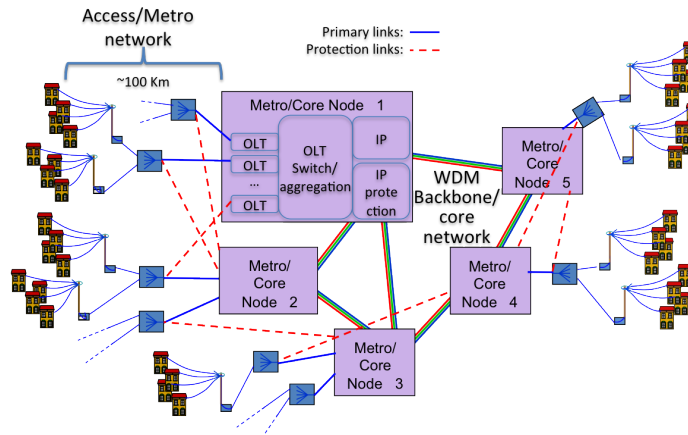 Access/Metro
network
~100 Km
Primary links:
Protection links:
Metro/Core Node 1
OLT
OLT
...
OLT
OLT
Switch/
aggregation
IP
IP
prote
ction
Metro/
Core
Node 5
WDM
Backbone/
core
network
Metro/
Core
Node 2
Metro/
Core
Node 4
Metro/
Core
Node 3